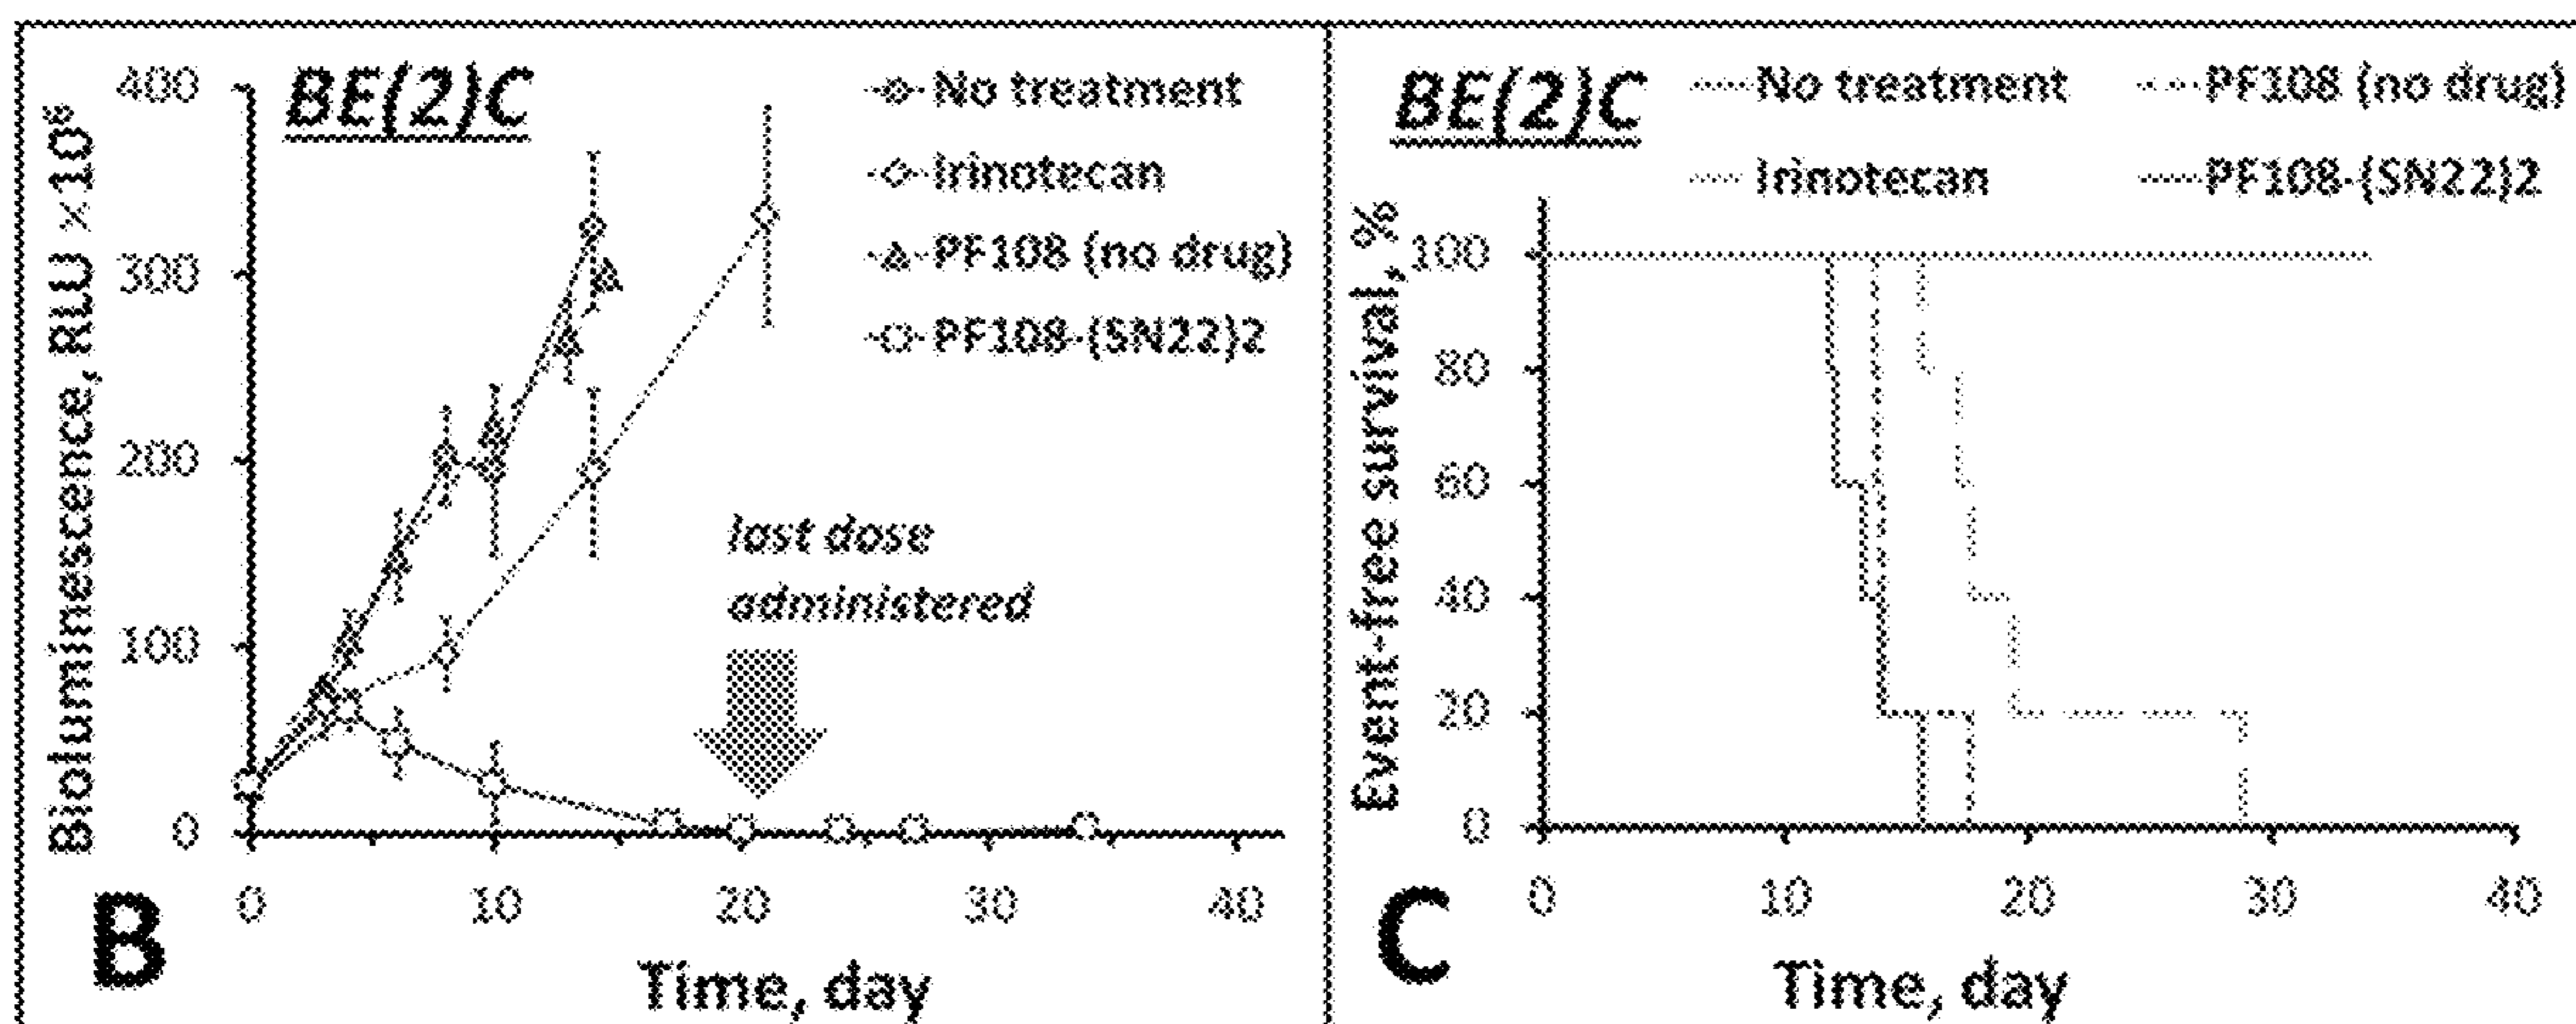 BE(2)C
No treatment
Irinotecan
PF108 (no drug)
PF108-(SN22)2
Bioluminescence, RLU ×10⁶
400
300
200
100
0
last dose
administered
0 10 20 30 40
Time, day
B
BE(2)C
No treatment PF108 (no drug)
Irinotecan PF108-(SN22)2
Event-free survival, %
100
80
60
40
20
0
0 10 20 30 40
Time, day
C